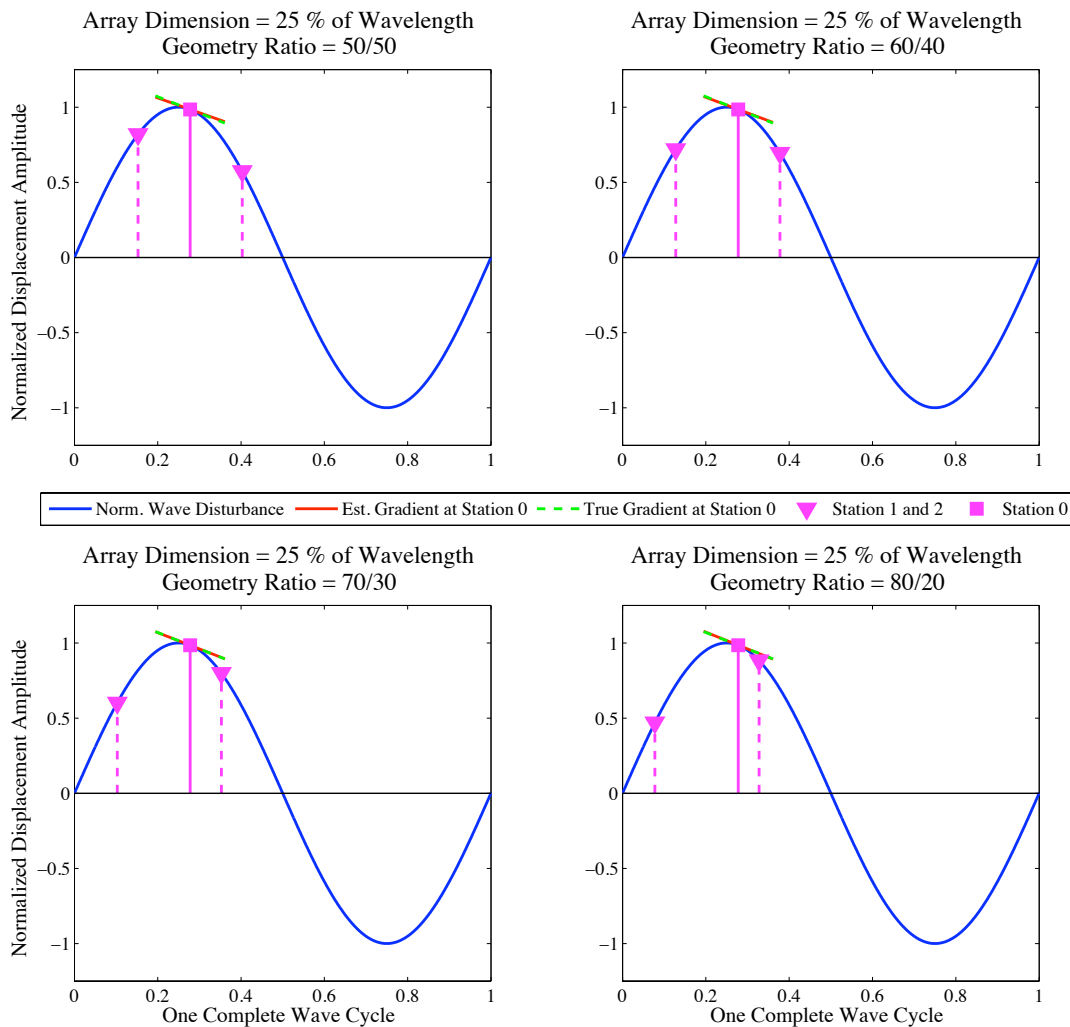 Array Dimension = 25 % of Wavelength
Geometry Ratio = 50/50
Normalized Displacement Amplitude
1
0.5
0
−0.5
−1
0 0.2 0.4 0.6 0.8 1
Array Dimension = 25 % of Wavelength
Geometry Ratio = 60/40
1
0.5
0
−0.5
−1
0 0.2 0.4 0.6 0.8 1
Norm. Wave Disturbance Est. Gradient at Station 0 True Gradient at Station 0 Station 1 and 2 Station 0
Array Dimension = 25 % of Wavelength
Geometry Ratio = 70/30
Normalized Displacement Amplitude
1
0.5
0
−0.5
−1
0 0.2 0.4 0.6 0.8 1
One Complete Wave Cycle
Array Dimension = 25 % of Wavelength
Geometry Ratio = 80/20
1
0.5
0
−0.5
−1
0 0.2 0.4 0.6 0.8 1
One Complete Wave Cycle